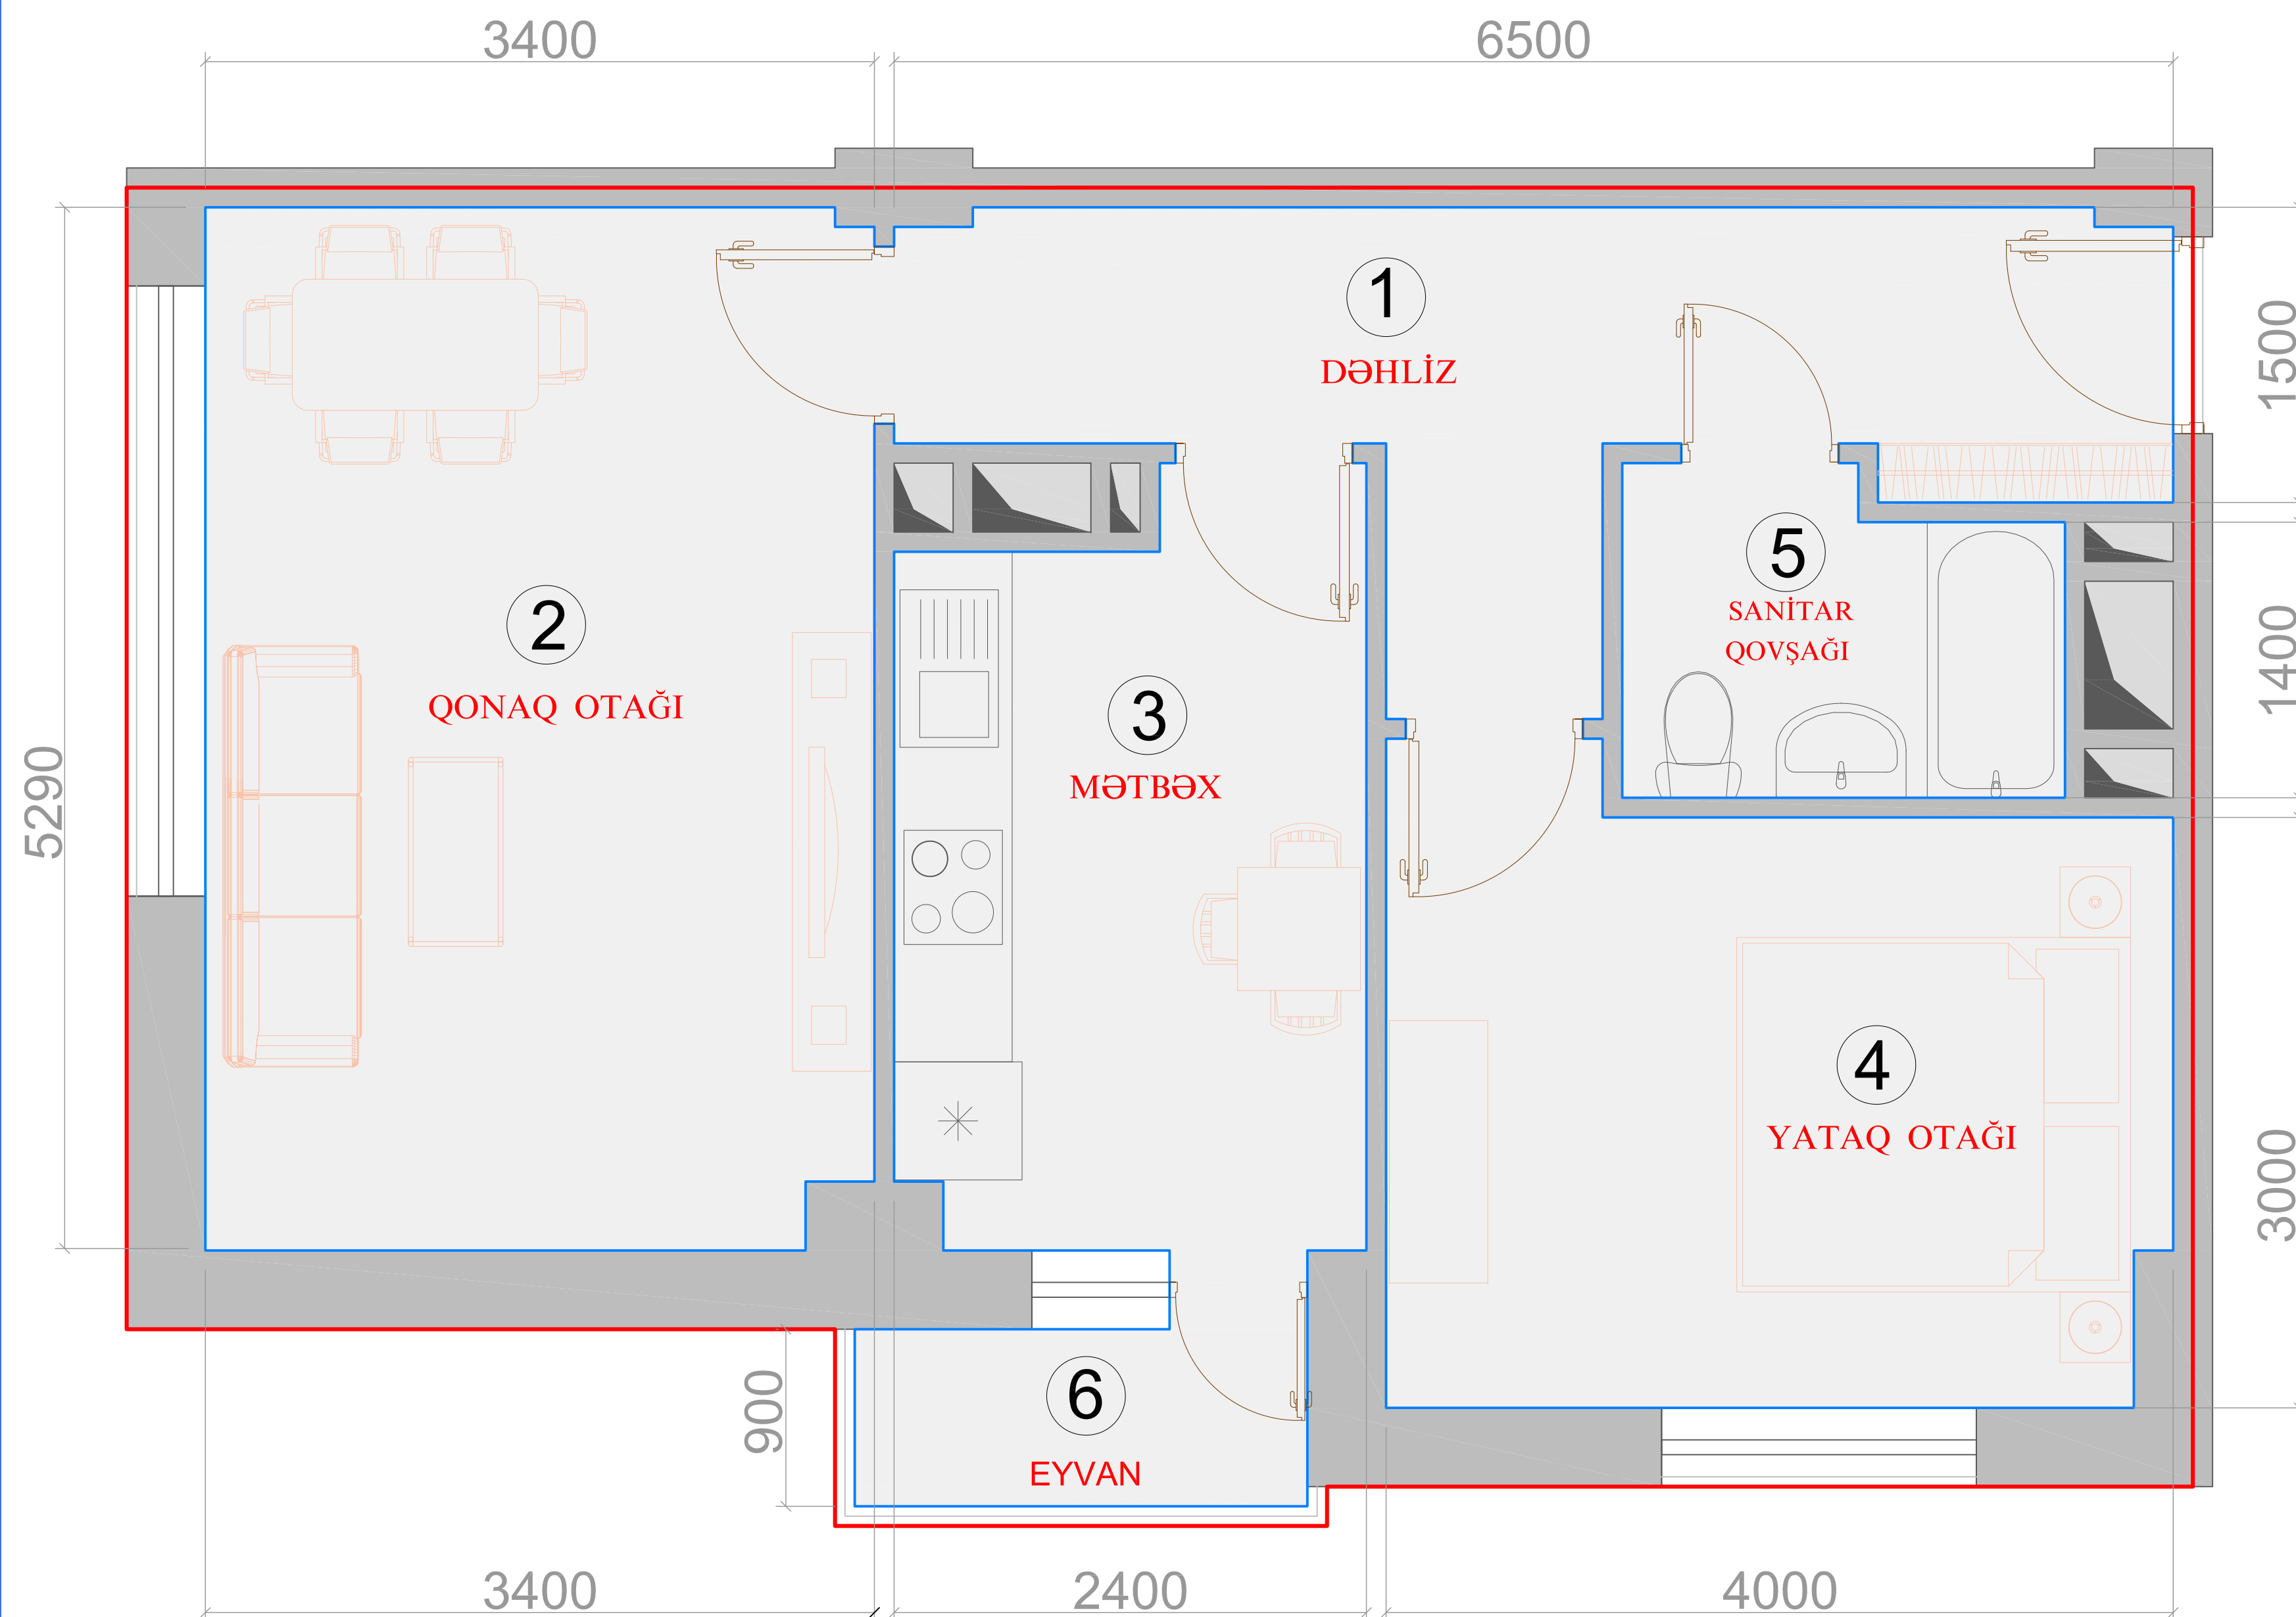 3400
6500
1
DƏHLİZ
1500
5
SANİTAR
QOVŞAĞI
2
QONAQ OTAĞI
1400
3
MƏTBƏX
5290
4
YATAQ OTAĞI
3000
900
6
EYVAN
3400
2400
4000